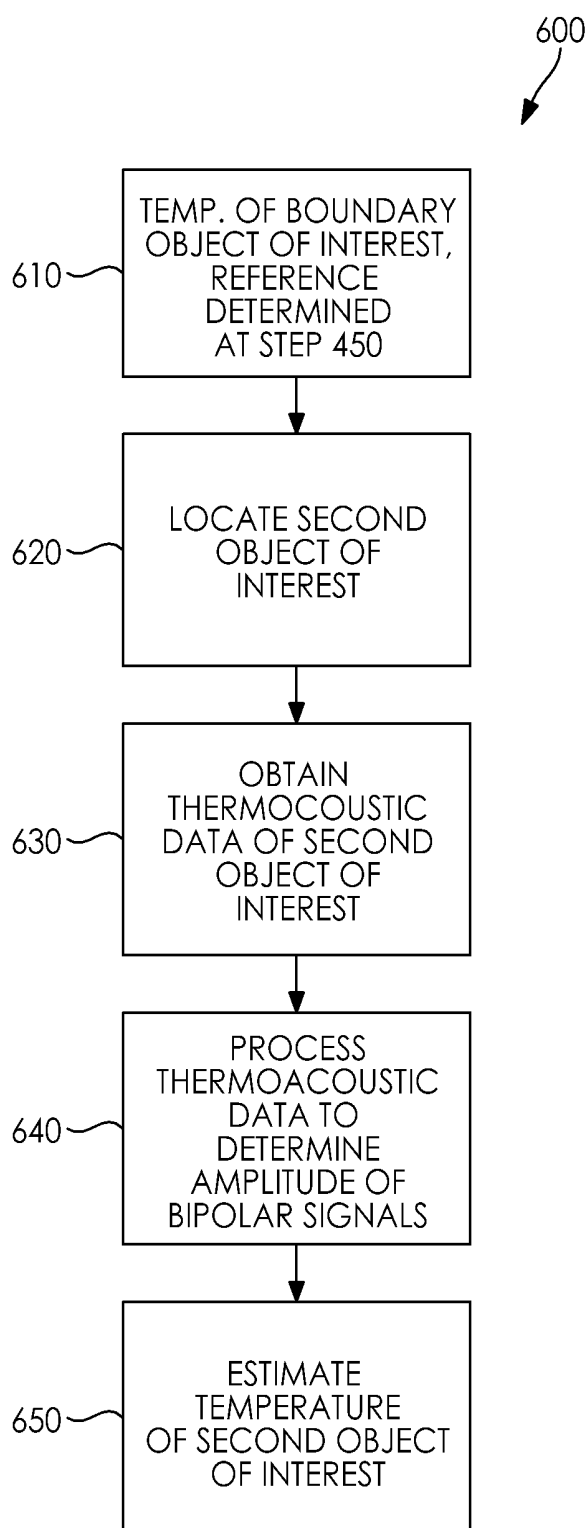 600
TEMP. OF BOUNDARY
OBJECT OF INTEREST,
REFERENCE
DETERMINED
AT STEP 450
610
LOCATE SECOND
OBJECT OF
INTEREST
620
OBTAIN
THERMOCOUSTIC
DATA OF SECOND
OBJECT OF
INTEREST
630
PROCESS
THERMOACOUSTIC
DATA TO
DETERMINE
AMPLITUDE OF
BIPOLAR SIGNALS
640
ESTIMATE
TEMPERATURE
OF SECOND OBJECT
OF INTEREST
650